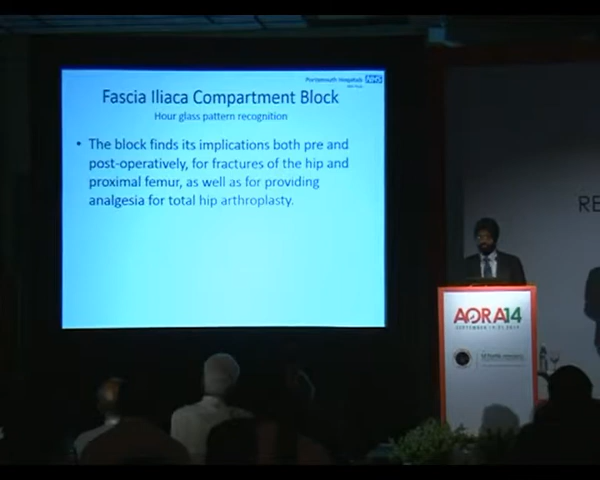 Portsmouth Hospitals NHS
Fascia Iliaca Compartment Block
Hour glass pattern recognition
• The block finds its implications both pre and
post-operatively, for fractures of the hip and
proximal femur, as well as for providing
analgesia for total hip arthroplasty.
RE
AORA14